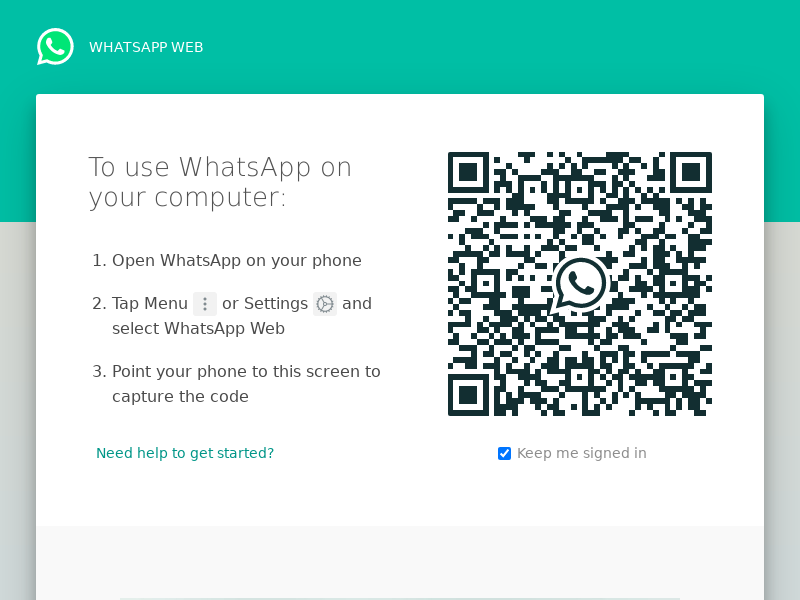 WHATSAPP WEB
To use WhatsApp on
your computer:
1. Open WhatsApp on your phone
2. Tap Menu or Settings and
select WhatsApp Web
3. Point your phone to this screen to
capture the code
Need help to get started?
Keep me signed in